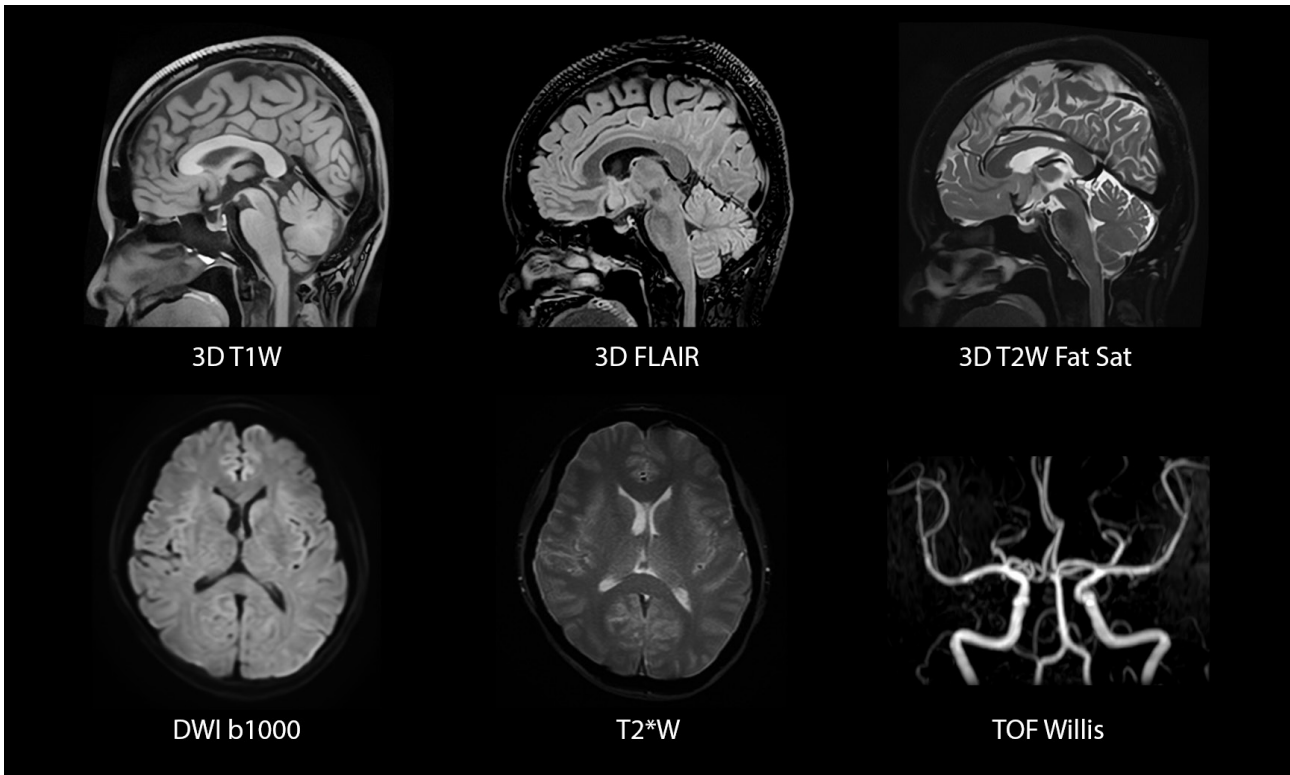 3D T1W
3D FLAIR
3D T2W Fat Sat
DWI b1000
T2*W
TOF Willis